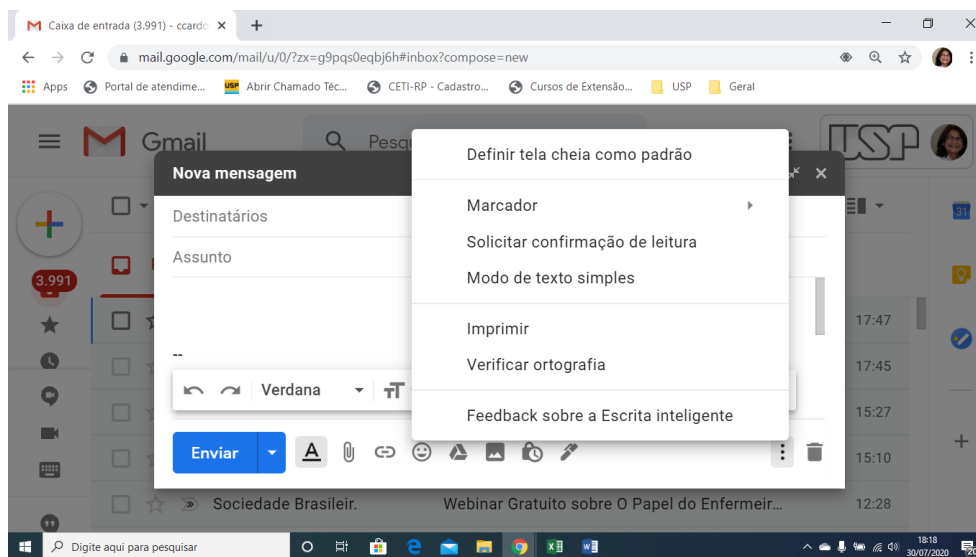 Caixa de entrada (3.991) - ccardo
mail.google.com/mail/u/0/?zx=g9pqs0eqbj6h#inbox?compose=new
Apps Portal de atendime... USP Abrir Chamado Téc... CETI-RP - Cadastro... Cursos de Extensão... USP Geral
Gmail
USP
Nova mensagem
Destinatários
Assunto
--
Verdana
Enviar
Definir tela cheia como padrão
Marcador
Solicitar confirmação de leitura
Modo de texto simples
Imprimir
Verificar ortografia
Feedback sobre a Escrita inteligente
31
3.991
17:47
17:45
15:27
15:10
Sociedade Brasileir. Webinar Gratuito sobre O Papel do Enfermeir... 12:28
Digite aqui para pesquisar
18:18
30/07/2020